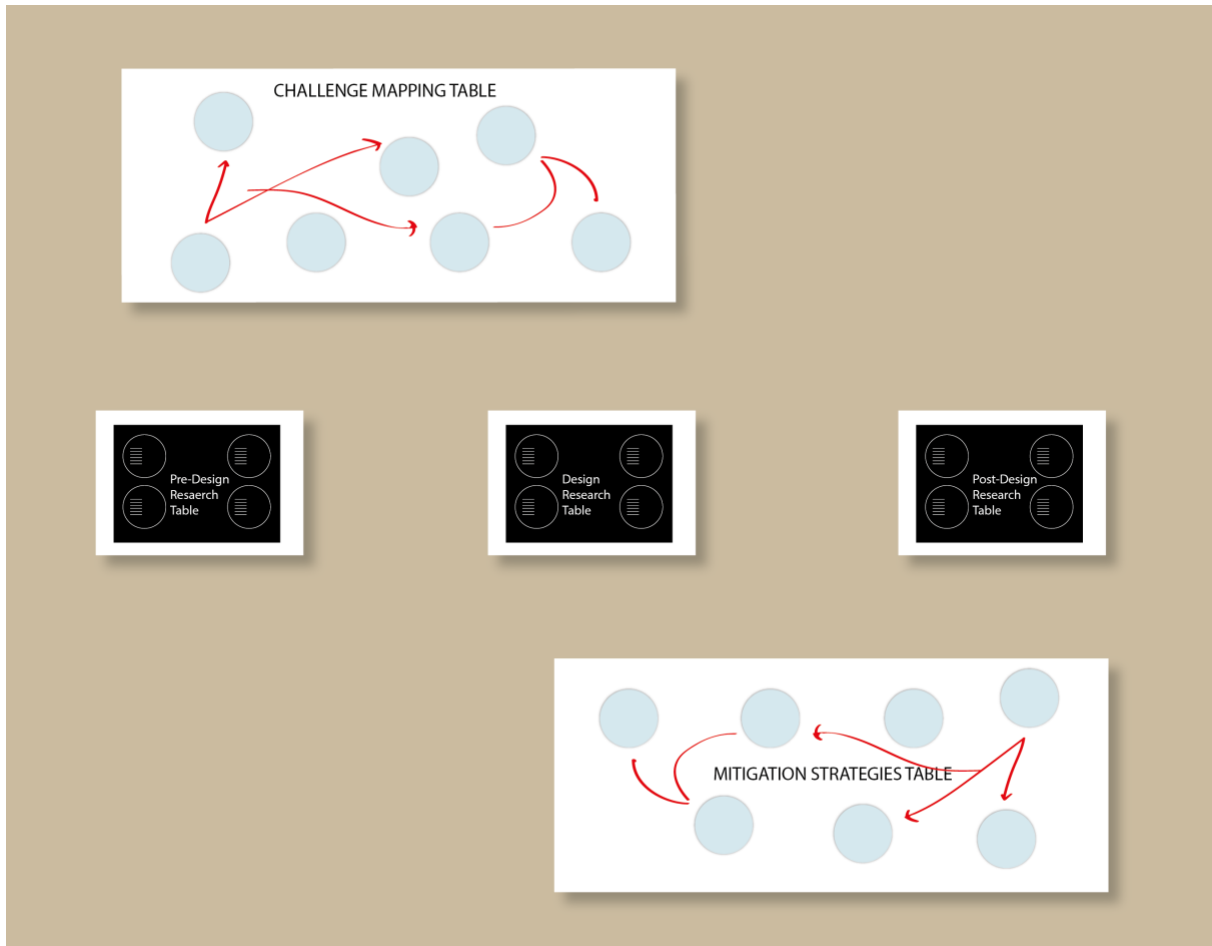 CHALLENGE MAPPING TABLE
Pre-Design
Resaerch
Table
Design
Research
Table
Post-Design
Research
Table
MITIGATION STRATEGIES TABLE